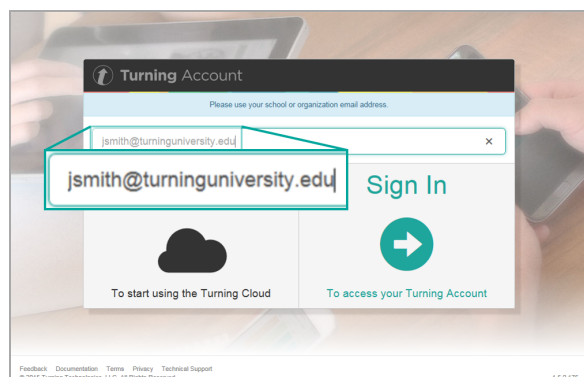 Turning Account
Please use your school or organization email address.
jsmith@turninguniversity.edu
×
jsmith@turninguniversity.edu
Sign In
To start using the Turning Cloud
To access your Turning Account
Feedback Documentation Terms Privacy Technical Support